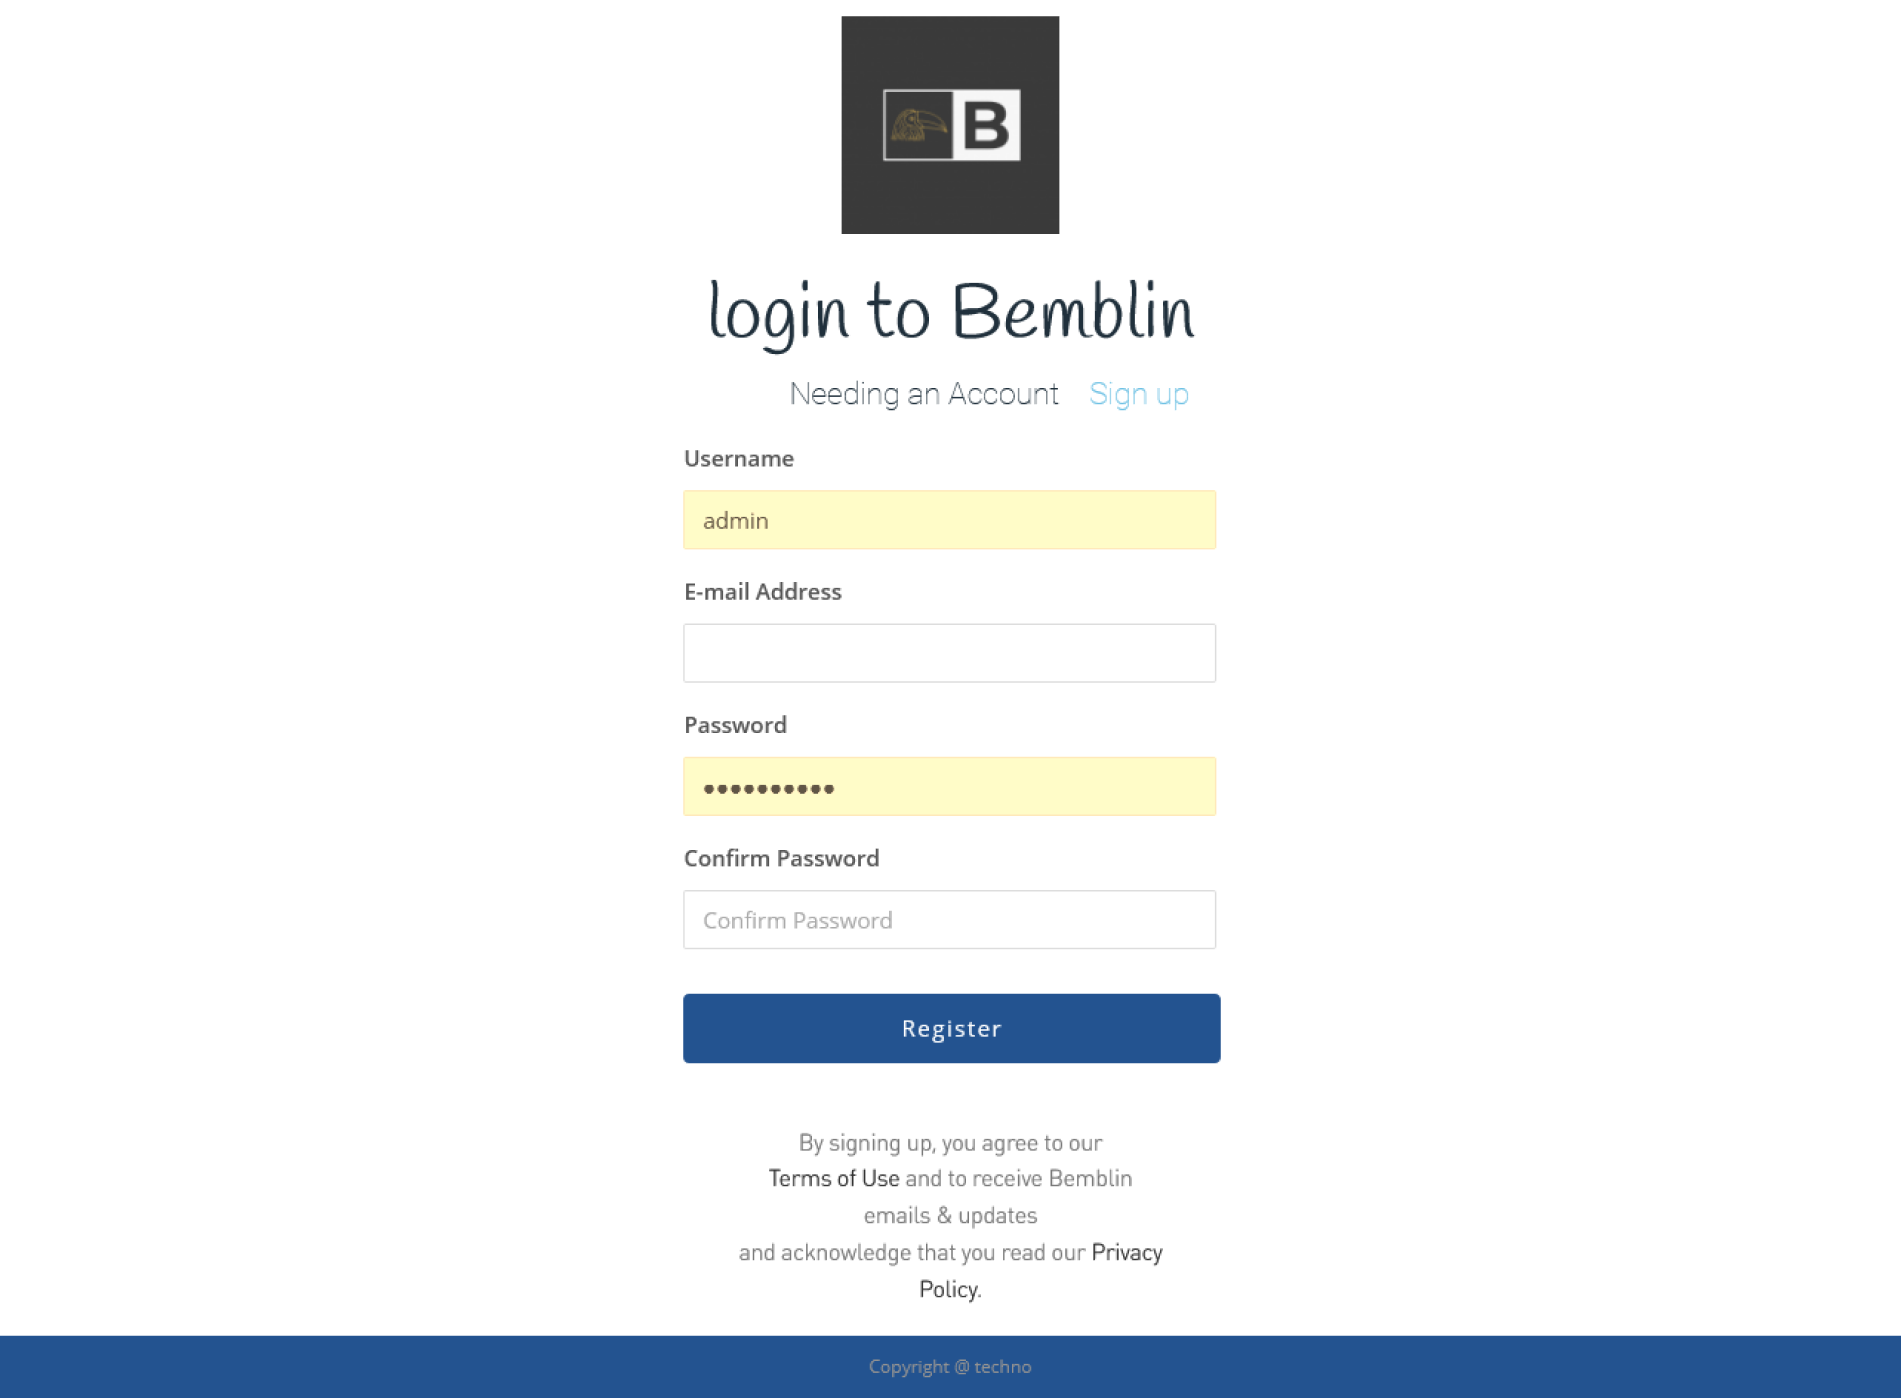 B
login to Bemblin
Needing an Account Sign up
Username
admin
E-mail Address
Password
••••••••••
Confirm Password
Confirm Password
Register
By signing up, you agree to our
Terms of Use and to receive Bemblin
emails & updates
and acknowledge that you read our Privacy
Policy.
Copyright @ techno